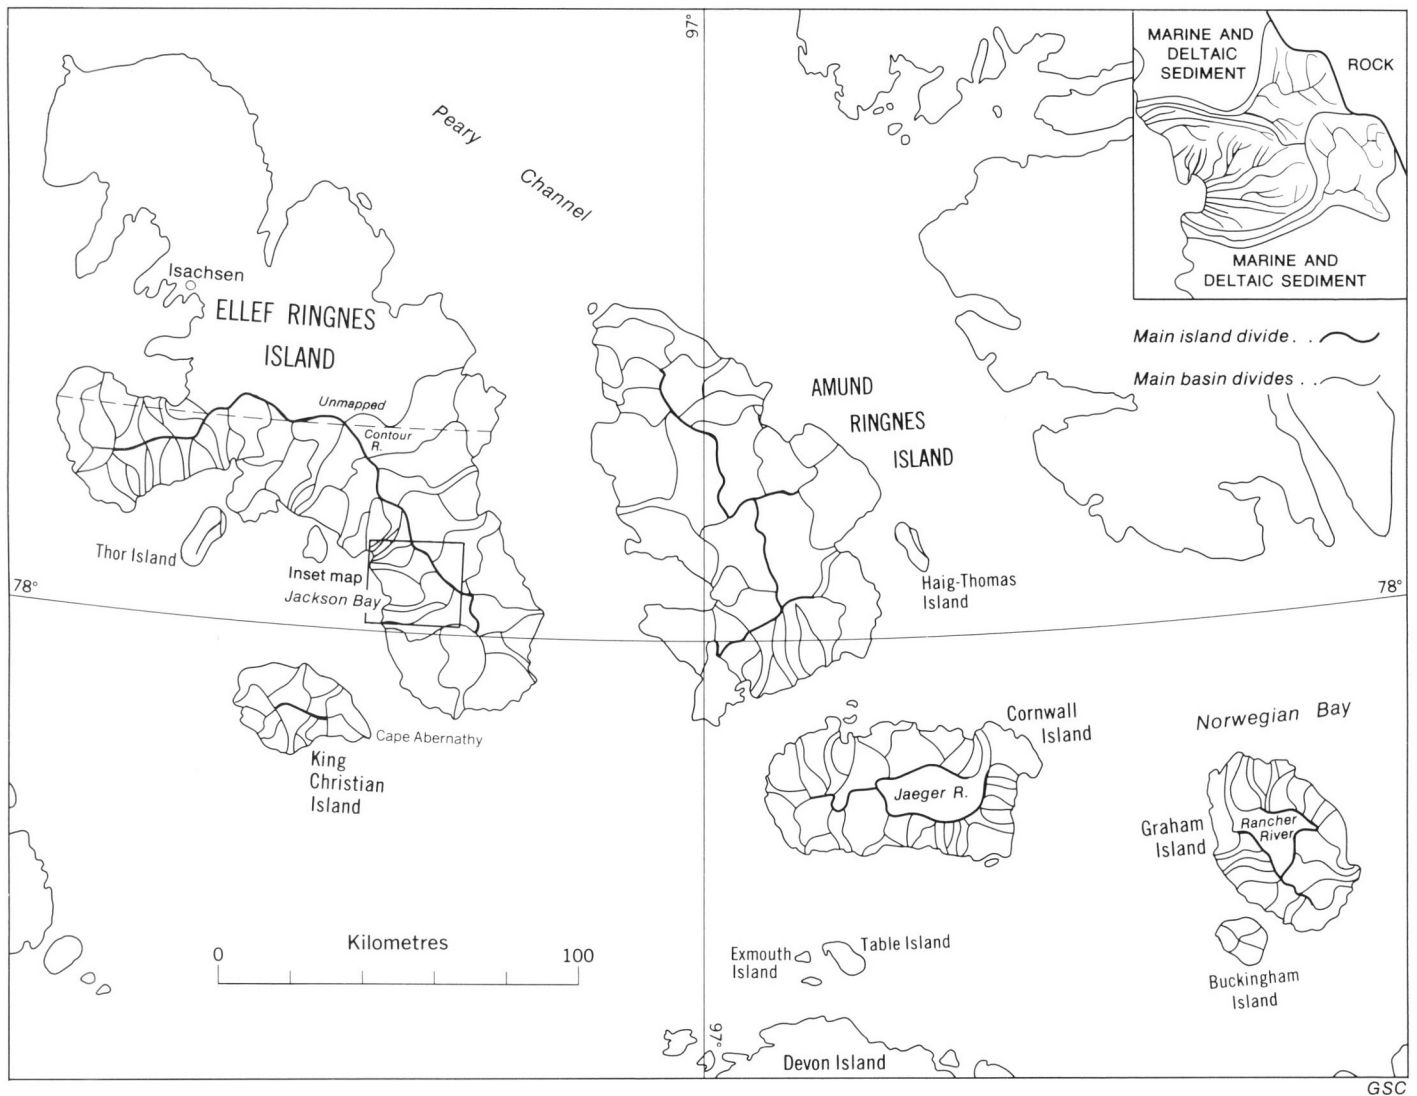 97°
MARINE AND
DELTAIC
SEDIMENT
ROCK
MARINE AND
DELTAIC SEDIMENT
Peary
Channel
Isachsen
ELLEF RINGNES
ISLAND
Main island divide. . .
Main basin divides . .
Unmapped
Contour
R.
AMUND
RINGNES
ISLAND
Thor Island
Inset map
Jackson Bay
Haig-Thomas
Island
78°
78°
Cape Abernathy
King
Christian
Island
Cornwall
Island
Norwegian Bay
Jaeger R.
Graham
Island
Rancher
River
Kilometres
0
100
Exmouth
Island
Table Island
Buckingham
Island
97°
Devon Island
GSC